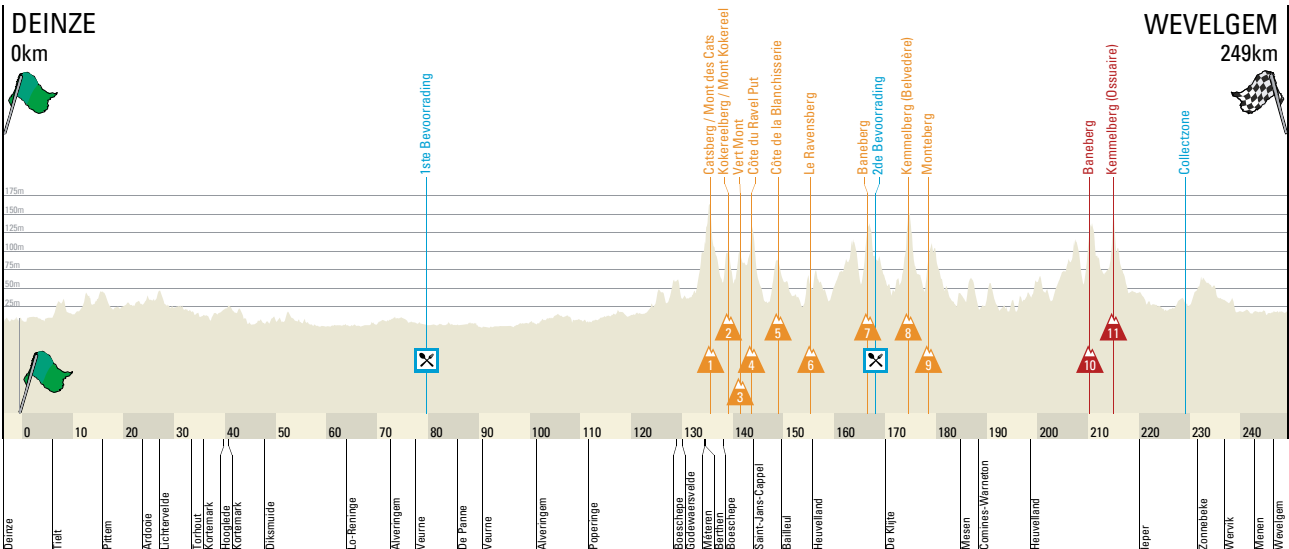 DEINZE
0km
WEVELGEM
249km
1ste Bevoorrading
Catsberg / Mont des Cats
Kokereelberg / Mont Kokereel
Vert Mont
Côte du Ravel Put
Côte de la Blanchisserie
Le Ravensberg
Baneberg
2de Bevoorrading
Kemmelberg (Belvedère)
Monteberg
Baneberg
Kemmelberg (Ossuaire)
Collectzone
175m
150m
125m
100m
75m
50m
25m
1
2
3
4
5
6
7
8
9
10
11
0 10 20 30 40 50 60 70 80 90 100 110 120 130 140 150 160 170 180 190 200 210 220 230 240
Deinze
Tielt
Pittem
Ardooie
Lichtervelde
Torhout
Kortemark
Hooglede
Kortemark
Diksmuide
Lo-Reninge
Alveringem
Veurne
De Panne
Veurne
Alveringem
Poperinge
Boeschepe
Godewaersvelde
Méteren
Berthen
Boeschepe
Saint-Jans-Cappel
Bailleul
Heuvelland
De Klijte
Mesen
Comines-Warneton
Heuvelland
Ieper
Zonnebeke
Wervik
Menen
Wevelgem